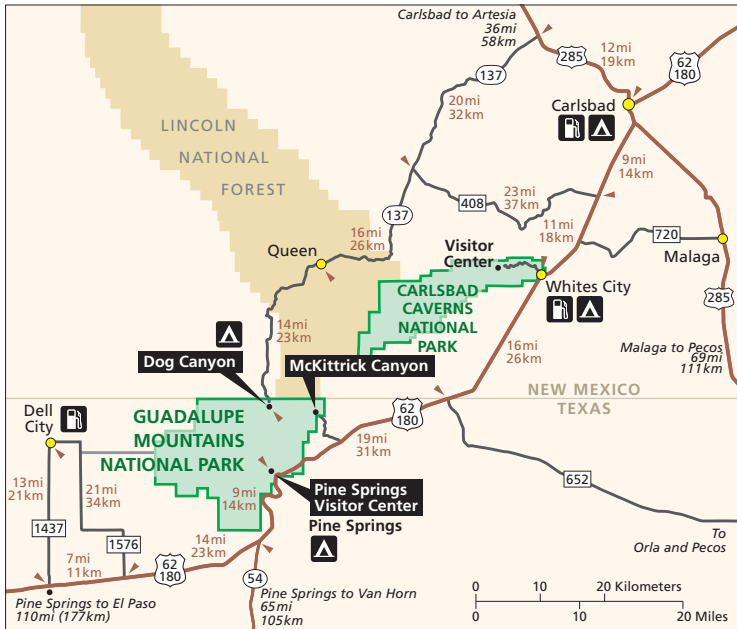 Carlsbad to Artesia
36mi
58km
285
12mi
19km
62
180
137
20mi
32km
Carlsbad
LINCOLN
NATIONAL
FOREST
9mi
14km
23mi
37km
408
137
16mi
26km
11mi
18km
720
Queen
Visitor
Center
Malaga
CARLSBAD
CAVERNS
NATIONAL
PARK
Whites City
285
14mi
23km
16mi
26km
Malaga to Pecos
69mi
111km
Dog Canyon
McKittrick Canyon
NEW MEXICO
TEXAS
Dell
City
GUADALUPE
MOUNTAINS
NATIONAL PARK
62
180
19mi
31km
13mi
21km
21mi
34km
9mi
14km
652
Pine Springs
Visitor Center
Pine Springs
1437
1576
14mi
23km
To
Orla and Pecos
7mi
11km
62
180
54
Pine Springs to El Paso
110mi (177km)
Pine Springs to Van Horn
65mi
105km
0 10 20 Kilometers
0 10 20 Miles